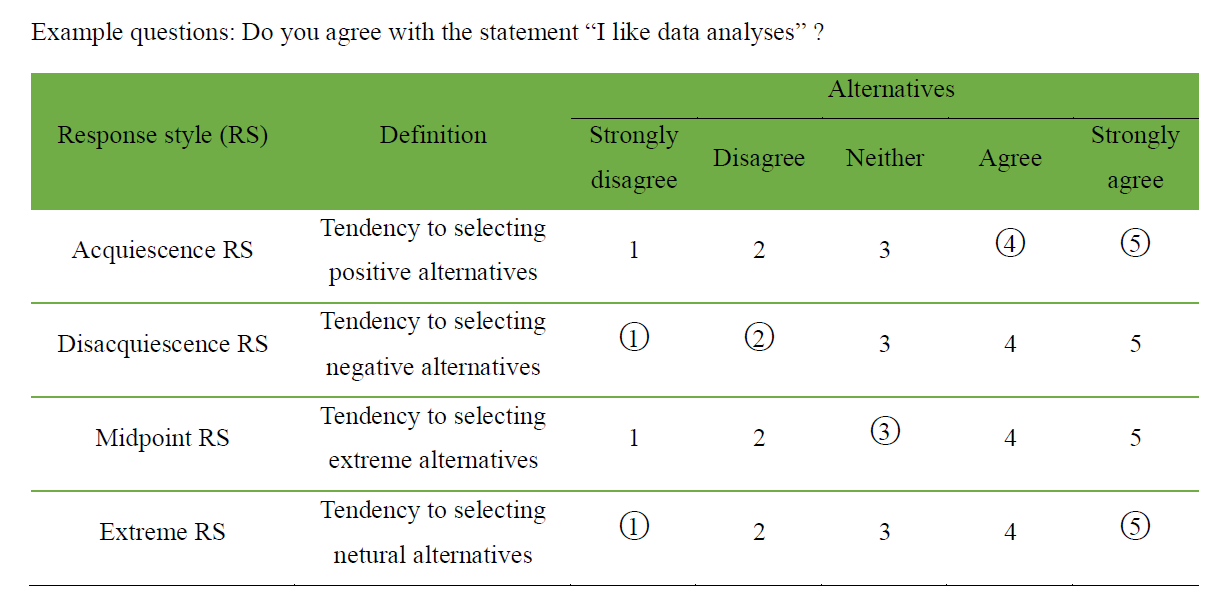 Example questions: Do you agree with the statement “I like data analyses” ?
Alternatives
Response style (RS) Definition Strongly disagree Disagree Neither Agree Strongly agree
Tendency to selecting
Acquiescence RS 1 2 3 ④ ⑤
positive alternatives
Tendency to selecting
Disacquiescence RS ① ② 3 4 5
negative alternatives
Tendency to selecting
Midpoint RS 1 2 ③ 4 5
extreme alternatives
Tendency to selecting
Extreme RS ① 2 3 4 ⑤
netural alternatives